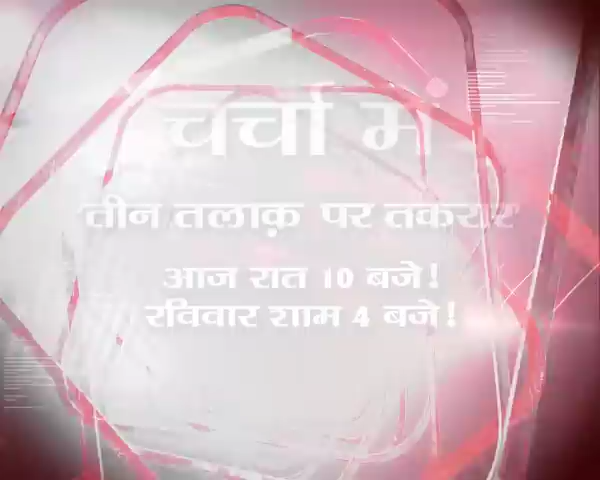 चर्चा में
'तीन तलाक़ पर तकरार'
आज रात 10 बजे!
रविवार शाम 4 बजे!